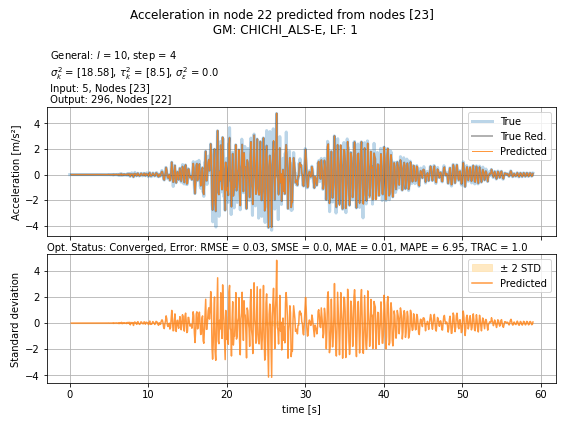 Acceleration in node 22 predicted from nodes [23]
GM: CHICHI_ALS-E, LF: 1
General: l = 10, step = 4
σ²ₖ = [18.58], τ²ₖ = [8.5], σ²ε = 0.0
Input: 5, Nodes [23]
Output: 296, Nodes [22]
Acceleration [m/s²]
4
2
0
−2
−4
True
True Red.
Predicted
Opt. Status: Converged, Error: RMSE = 0.03, SMSE = 0.0, MAE = 0.01, MAPE = 6.95, TRAC = 1.0
Standard deviation
4
2
0
−2
−4
± 2 STD
Predicted
0 10 20 30 40 50 60
time [s]